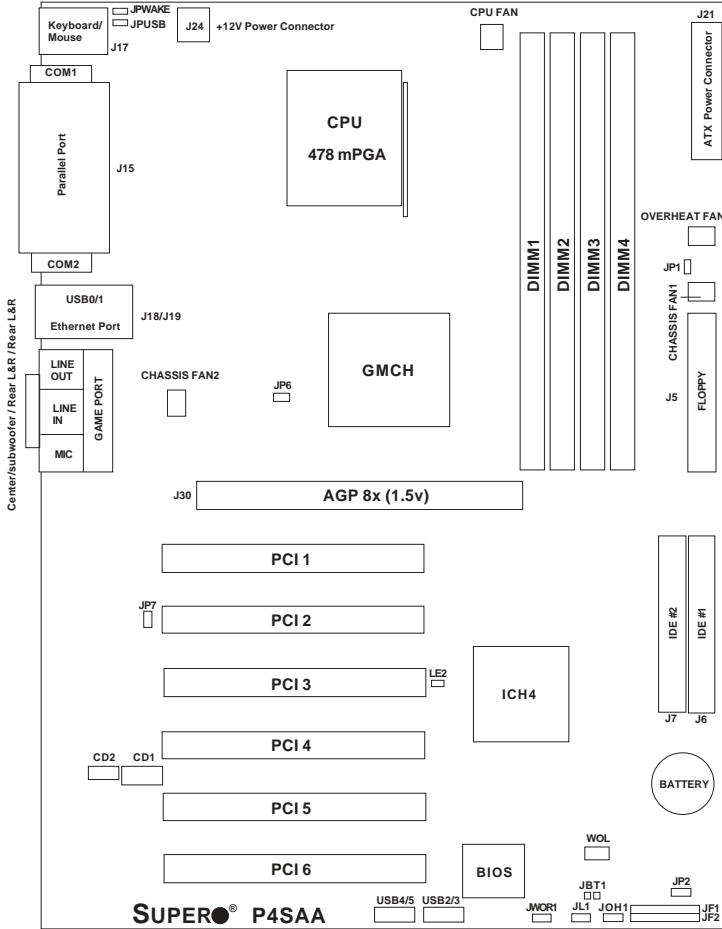 Keyboard/
Mouse
JPWAKE
JPUSB
J17
J24
+12V Power Connector
CPU FAN
J21
ATX Power Connector
COM1
Parallel Port
J15
COM2
CPU
478 mPGA
DIMM1
DIMM2
DIMM3
DIMM4
OVERHEAT FAN
JP1
CHASSIS FAN1
USB0/1
Ethernet Port
J18/J19
Center/subwoofer / Rear L&R / Rear L&R
LINE
OUT
LINE
IN
MIC
GAME PORT
CHASSIS FAN2
JP6
GMCH
J5
FLOPPY
J30
AGP 8x (1.5v)
PCI 1
JP7
PCI 2
PCI 3
LE2
ICH4
IDE #2
IDE #1
J7
J6
PCI 4
CD2
CD1
BATTERY
PCI 5
WOL
PCI 6
BIOS
JBT1
JP2
SUPER® P4SAA
USB4/5
USB2/3
JWOR1
JL1
JOH1
JF1
JF2